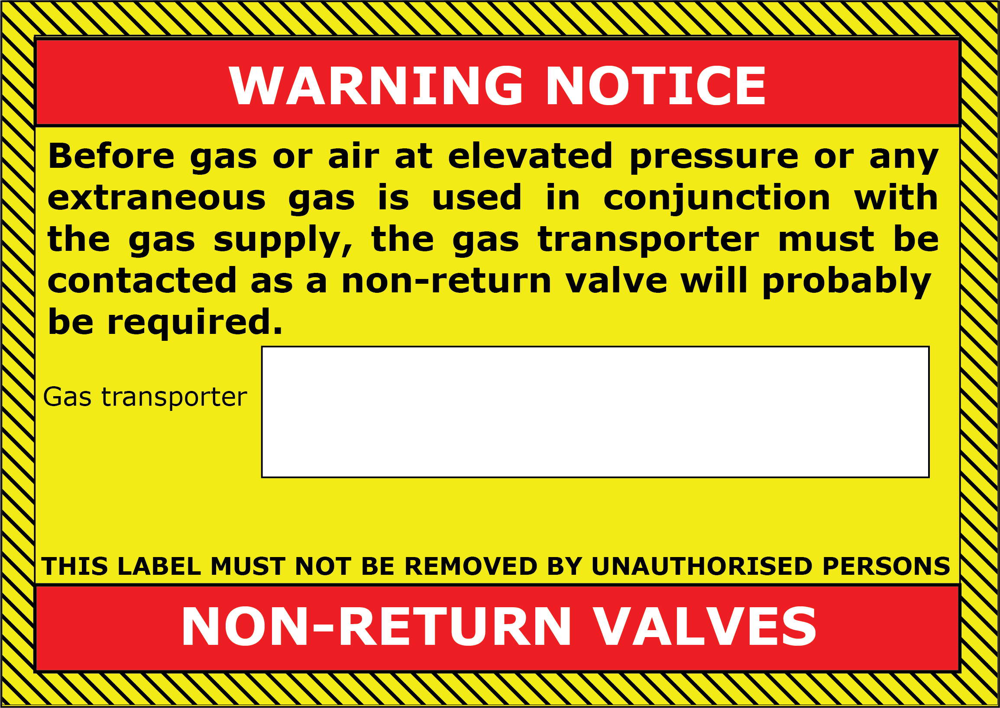 WARNING NOTICE
Before gas or air at elevated pressure or any
extraneous gas is used in conjunction with
the gas supply, the gas transporter must be
contacted as a non-return valve will probably
be required.
Gas transporter
THIS LABEL MUST NOT BE REMOVED BY UNAUTHORISED PERSONS
NON-RETURN VALVES